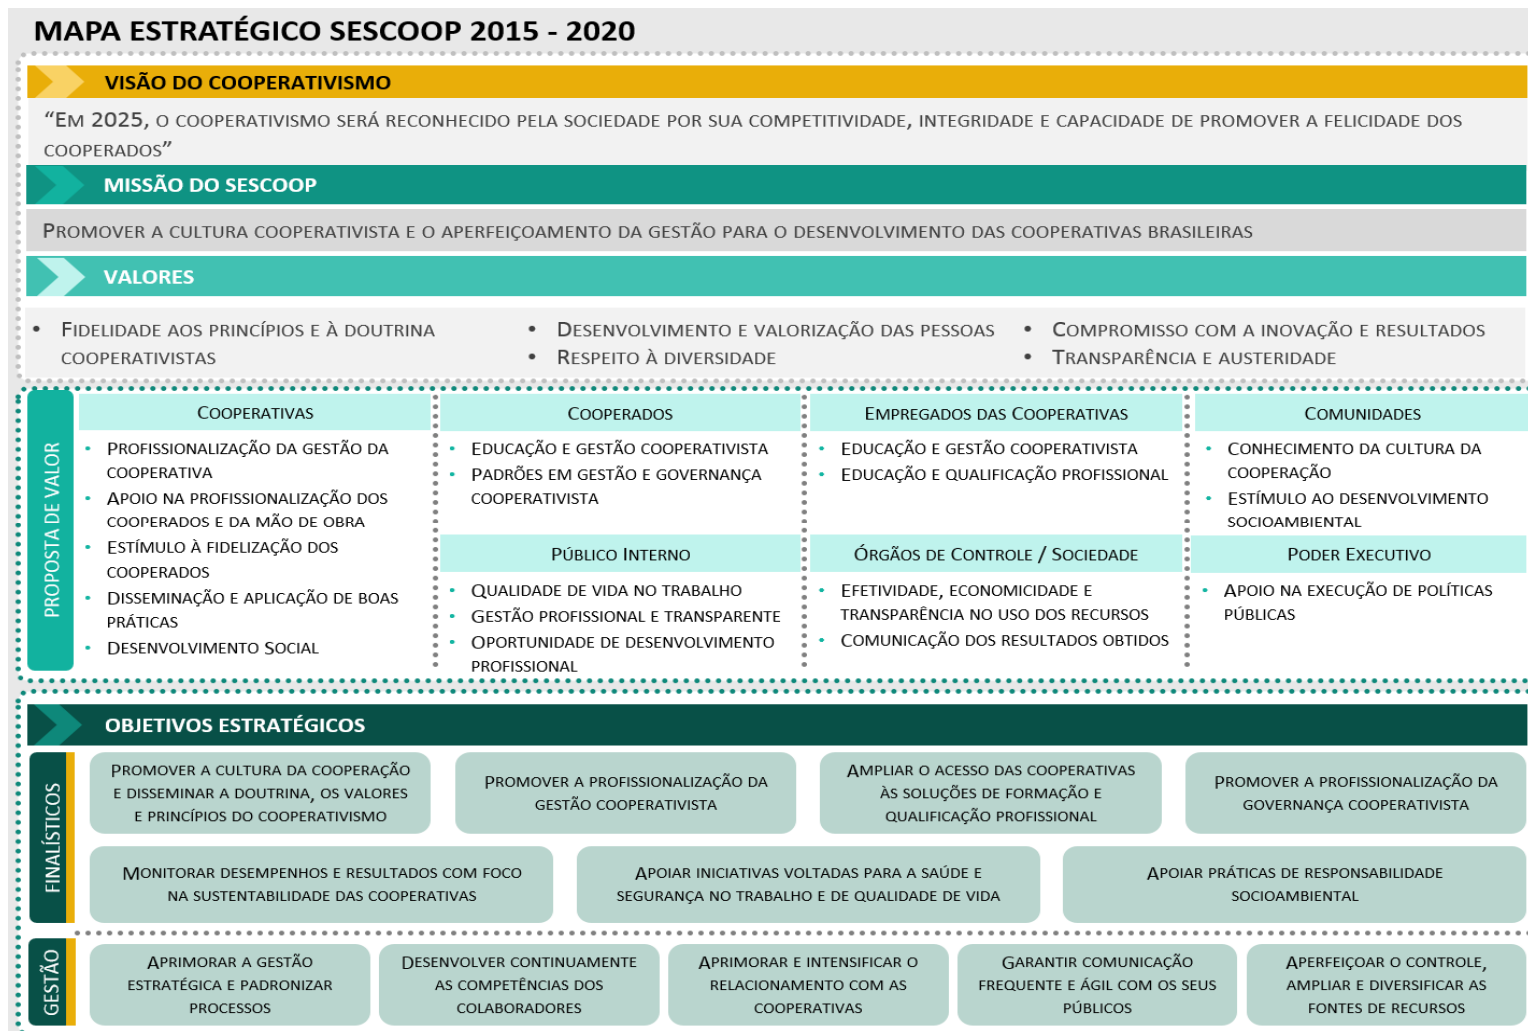 MAPA ESTRATÉGICO SESCOOP 2015 - 2020
VISÃO DO COOPERATIVISMO
“EM 2025, O COOPERATIVISMO SERÁ RECONHECIDO PELA SOCIEDADE POR SUA COMPETITIVIDADE, INTEGRIDADE E CAPACIDADE DE PROMOVER A FELICIDADE DOS
COOPERADOS”
MISSÃO DO SESCOOP
PROMOVER A CULTURA COOPERATIVISTA E O APERFEIÇOAMENTO DA GESTÃO PARA O DESENVOLVIMENTO DAS COOPERATIVAS BRASILEIRAS
VALORES
• FIDELIDADE AOS PRINCÍPIOS E À DOUTRINA
COOPERATIVISTAS
• DESENVOLVIMENTO E VALORIZAÇÃO DAS PESSOAS
• RESPEITO À DIVERSIDADE
• COMPROMISSO COM A INOVAÇÃO E RESULTADOS
• TRANSPARÊNCIA E AUSTERIDADE
PROPOSTA DE VALOR
COOPERATIVAS
• PROFISSIONALIZAÇÃO DA GESTÃO DA
COOPERATIVA
• APOIO NA PROFISSIONALIZAÇÃO DOS
COOPERADOS E DA MÃO DE OBRA
• ESTÍMULO À FIDELIZAÇÃO DOS
COOPERADOS
• DISSEMINAÇÃO E APLICAÇÃO DE BOAS
PRÁTICAS
• DESENVOLVIMENTO SOCIAL
COOPERADOS
• EDUCAÇÃO E GESTÃO COOPERATIVISTA
• PADRÕES EM GESTÃO E GOVERNANÇA
COOPERATIVISTA
EMPREGADOS DAS COOPERATIVAS
• EDUCAÇÃO E GESTÃO COOPERATIVISTA
• EDUCAÇÃO E QUALIFICAÇÃO PROFISSIONAL
COMUNIDADES
• CONHECIMENTO DA CULTURA DA
COOPERAÇÃO
• ESTÍMULO AO DESENVOLVIMENTO
SOCIOAMBIENTAL
PÚBLICO INTERNO
• QUALIDADE DE VIDA NO TRABALHO
• GESTÃO PROFISSIONAL E TRANSPARENTE
• OPORTUNIDADE DE DESENVOLVIMENTO
PROFISSIONAL
ÓRGÃOS DE CONTROLE / SOCIEDADE
• EFETIVIDADE, ECONOMICIDADE E
TRANSPARÊNCIA NO USO DOS RECURSOS
• COMUNICAÇÃO DOS RESULTADOS OBTIDOS
PODER EXECUTIVO
• APOIO NA EXECUÇÃO DE POLÍTICAS
PÚBLICAS
OBJETIVOS ESTRATÉGICOS
FINALÍSTICOS
PROMOVER A CULTURA DA COOPERAÇÃO
E DISSEMINAR A DOUTRINA, OS VALORES
E PRINCÍPIOS DO COOPERATIVISMO
PROMOVER A PROFISSIONALIZAÇÃO DA
GESTÃO COOPERATIVISTA
AMPLIAR O ACESSO DAS COOPERATIVAS
ÀS SOLUÇÕES DE FORMAÇÃO E
QUALIFICAÇÃO PROFISSIONAL
PROMOVER A PROFISSIONALIZAÇÃO DA
GOVERNANÇA COOPERATIVISTA
MONITORAR DESEMPENHOS E RESULTADOS COM FOCO
NA SUSTENTABILIDADE DAS COOPERATIVAS
APOIAR INICIATIVAS VOLTADAS PARA A SAÚDE E
SEGURANÇA NO TRABALHO E DE QUALIDADE DE VIDA
APOIAR PRÁTICAS DE RESPONSABILIDADE
SOCIOAMBIENTAL
GESTÃO
APRIMORAR A GESTÃO
ESTRATÉGICA E PADRONIZAR
PROCESSOS
DESENVOLVER CONTINUAMENTE
AS COMPETÊNCIAS DOS
COLABORADORES
APRIMORAR E INTENSIFICAR O
RELACIONAMENTO COM AS
COOPERATIVAS
GARANTIR COMUNICAÇÃO
FREQUENTE E ÁGIL COM OS SEUS
PÚBLICOS
APERFEIÇOAR O CONTROLE,
AMPLIAR E DIVERSIFICAR AS
FONTES DE RECURSOS